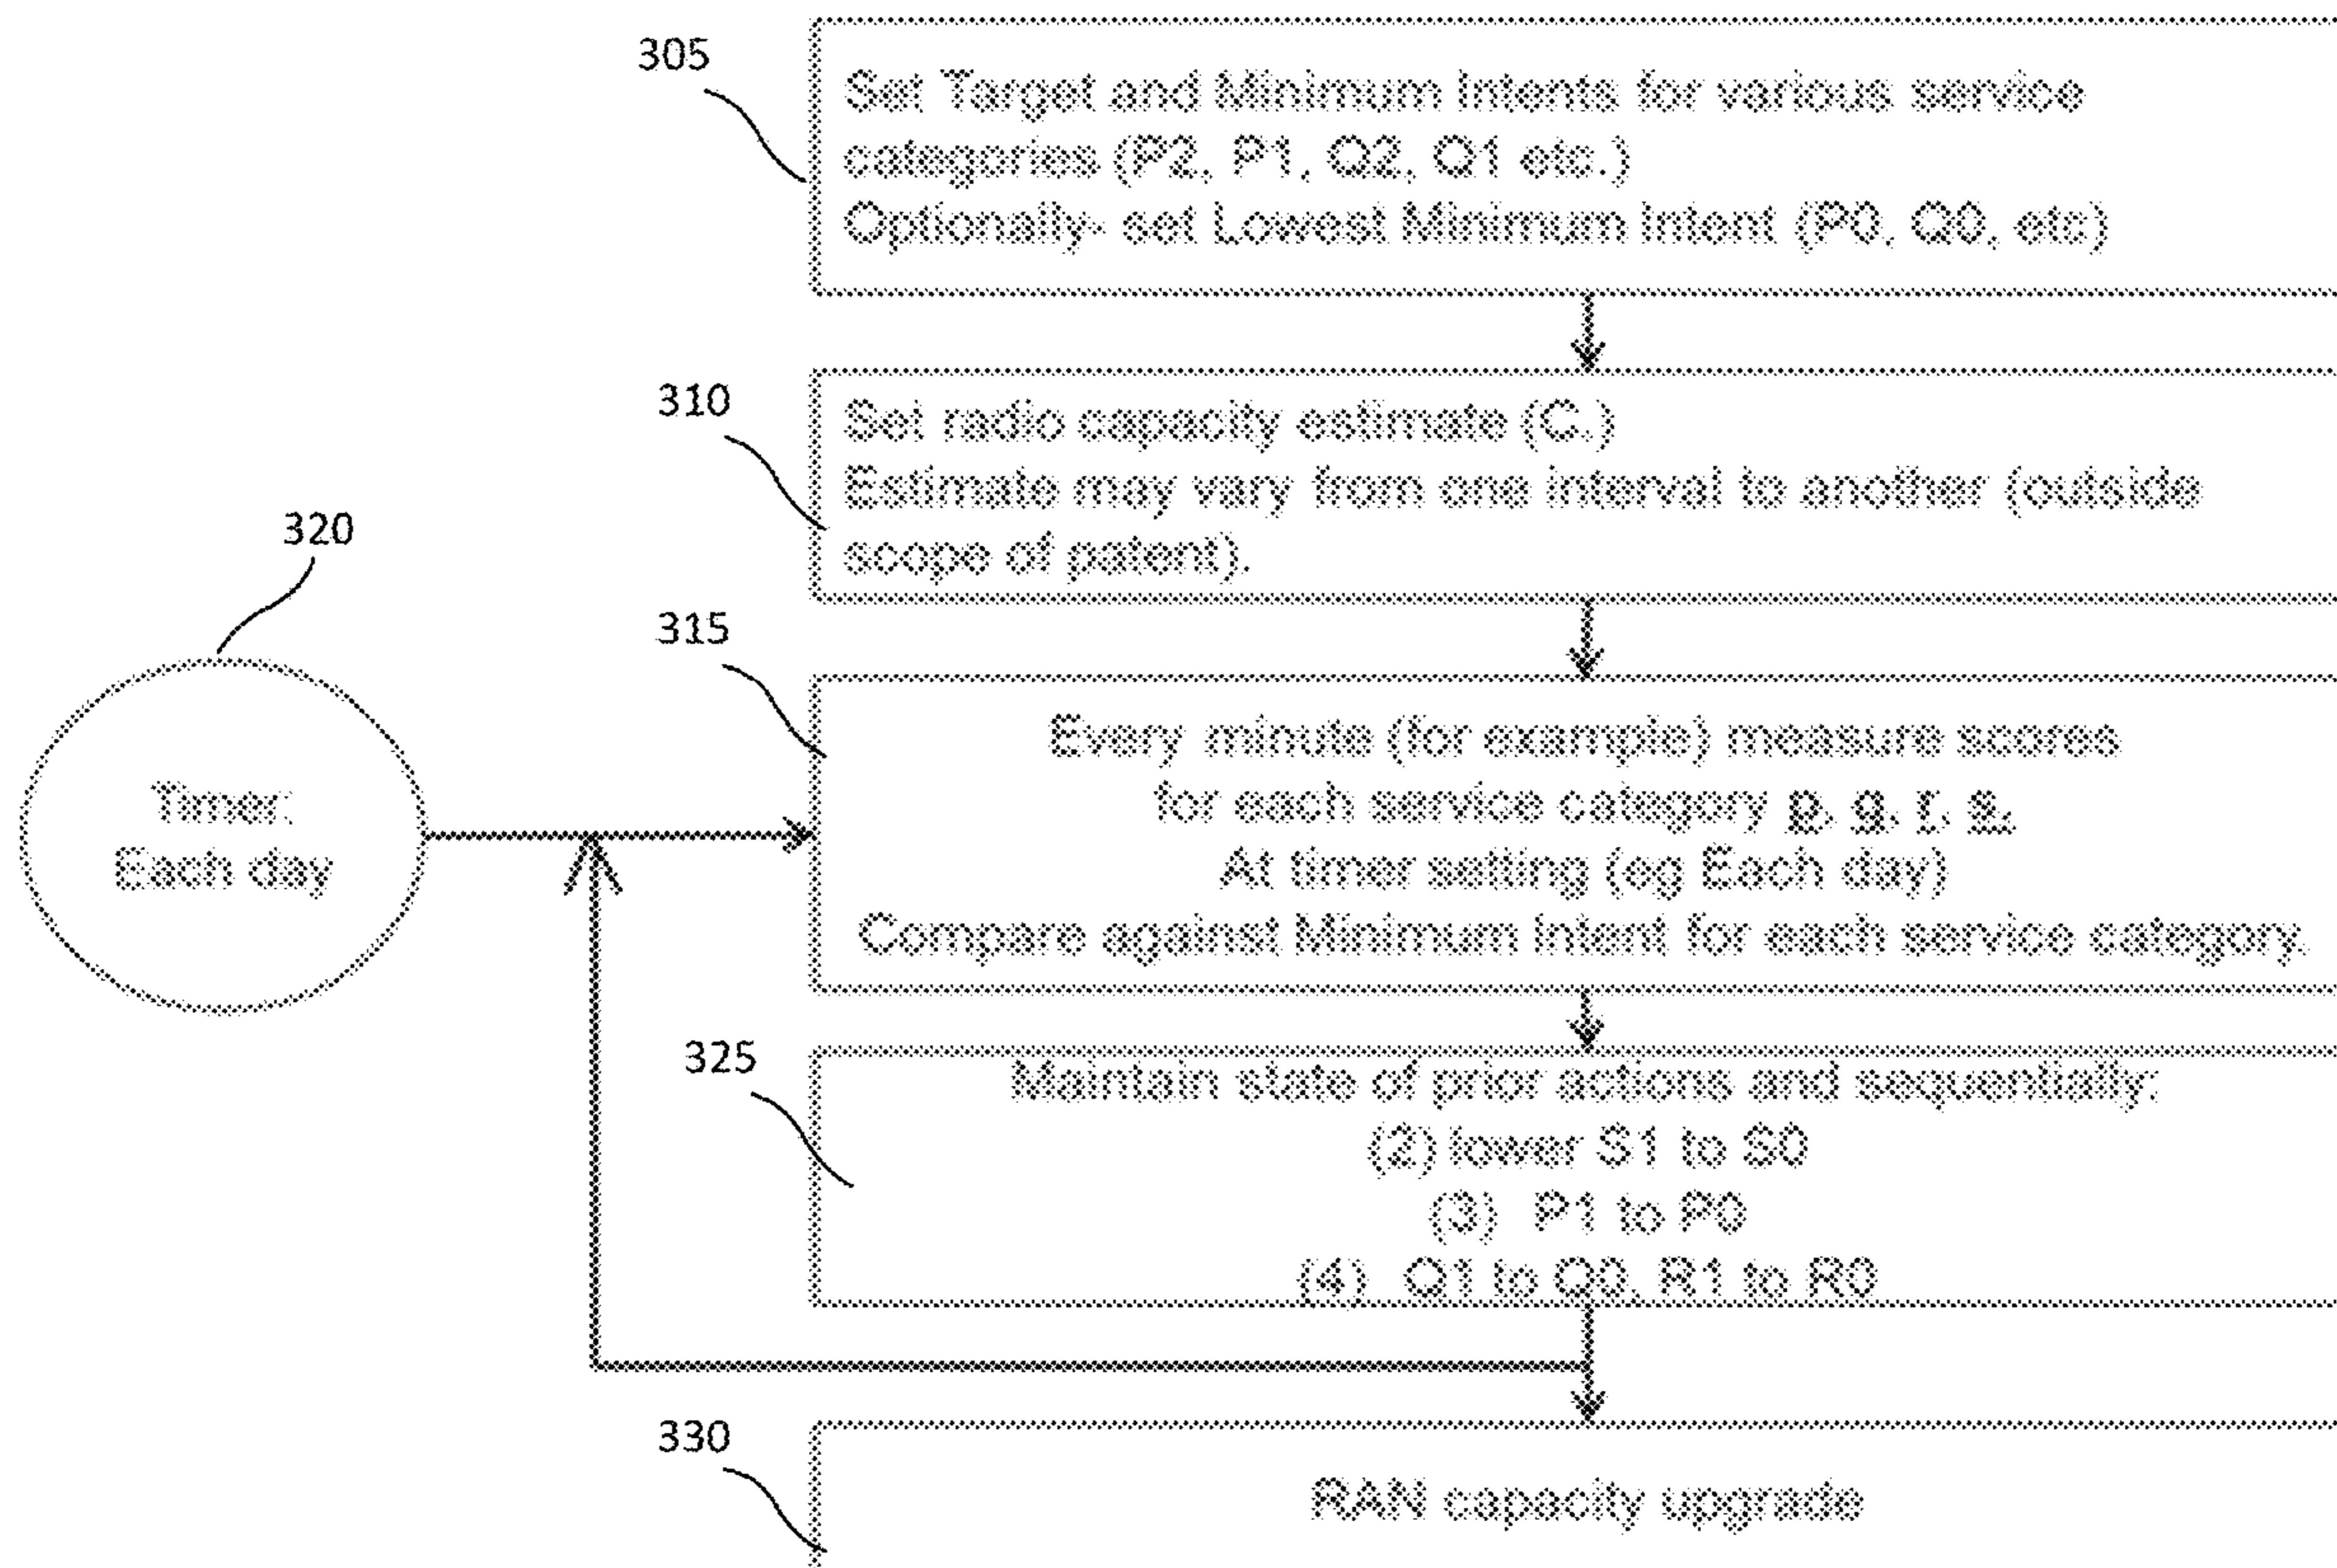 305
Set Target and Minimum Intents for various service
categories (P2, P1, Q2, Q1 etc.)
Optionally- set Lowest Minimum Intent (P0, Q0, etc)
310
Set radio capacity estimate (C.)
Estimate may vary from one interval to another (outside
scope of patent).
320
Timer:
Each day
315
Every minute (for example) measure scores
for each service category p, q, r, s.
At timer setting (eg Each day)
Compare against Minimum Intent for each service category.
325
Maintain state of prior actions and sequentially:
(2) lower S1 to S0
(3) P1 to P0
(4) Q1 to Q0, R1 to R0
330
RAN capacity upgrade